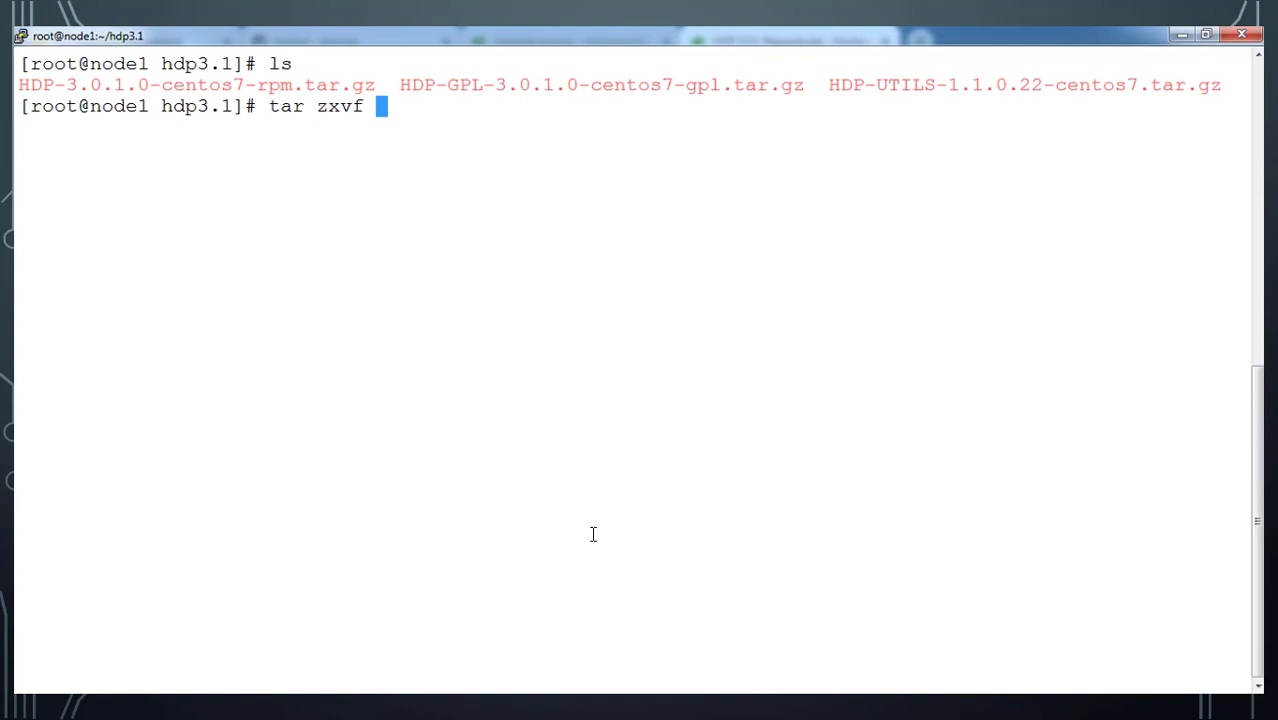 root@node1:~/hdp3.1
[root@node1 hdp3.1]# ls
HDP-3.0.1.0-centos7-rpm.tar.gz  HDP-GPL-3.0.1.0-centos7-gpl.tar.gz  HDP-UTILS-1.1.0.22-centos7.tar.gz
[root@node1 hdp3.1]# tar zxvf